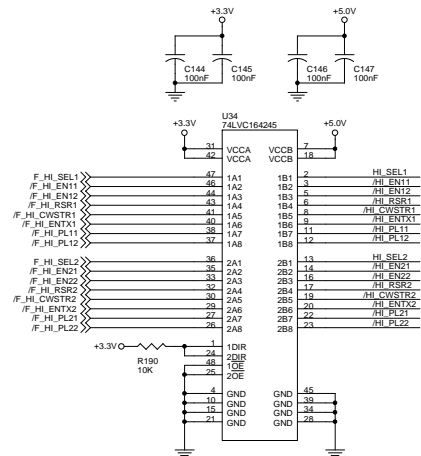 +3.3V +5.0V
C144 C145 C146 C147
100nF 100nF 100nF 100nF
U34
74LVC164245
+3.3V +5.0V
31 VCCA VCCB 7
42 VCCA VCCB 18
F_HI_SEL1 47 1A1 1B1 2 HI_SEL1
/F_HI_EN11 46 1A2 1B2 3 /HI_EN11
/F_HI_EN12 44 1A3 1B3 5 /HI_EN12
/F_HI_RSR1 43 1A4 1B4 6 /HI_RSR1
/F_HI_CWSTR1 41 1A5 1B5 8 /HI_CWSTR1
/F_HI_ENTX1 40 1A6 1B6 9 /HI_ENTX1
/F_HI_PL11 38 1A7 1B7 11 /HI_PL11
/F_HI_PL12 37 1A8 1B8 12 /HI_PL12
F_HI_SEL2 36 2A1 2B1 13 HI_SEL2
/F_HI_EN21 35 2A2 2B2 14 /HI_EN21
/F_HI_EN22 33 2A3 2B3 16 /HI_EN22
/F_HI_RSR2 32 2A4 2B4 17 /HI_RSR2
/F_HI_CWSTR2 30 2A5 2B5 19 /HI_CWSTR2
/F_HI_ENTX2 29 2A6 2B6 20 /HI_ENTX2
/F_HI_PL21 27 2A7 2B7 22 /HI_PL21
/F_HI_PL22 26 2A8 2B8 23 /HI_PL22
+3.3V 1 1DIR
24 2DIR
R190 48 1OE
10K 25 2OE
4 GND GND 45
10 GND GND 39
15 GND GND 34
21 GND GND 28